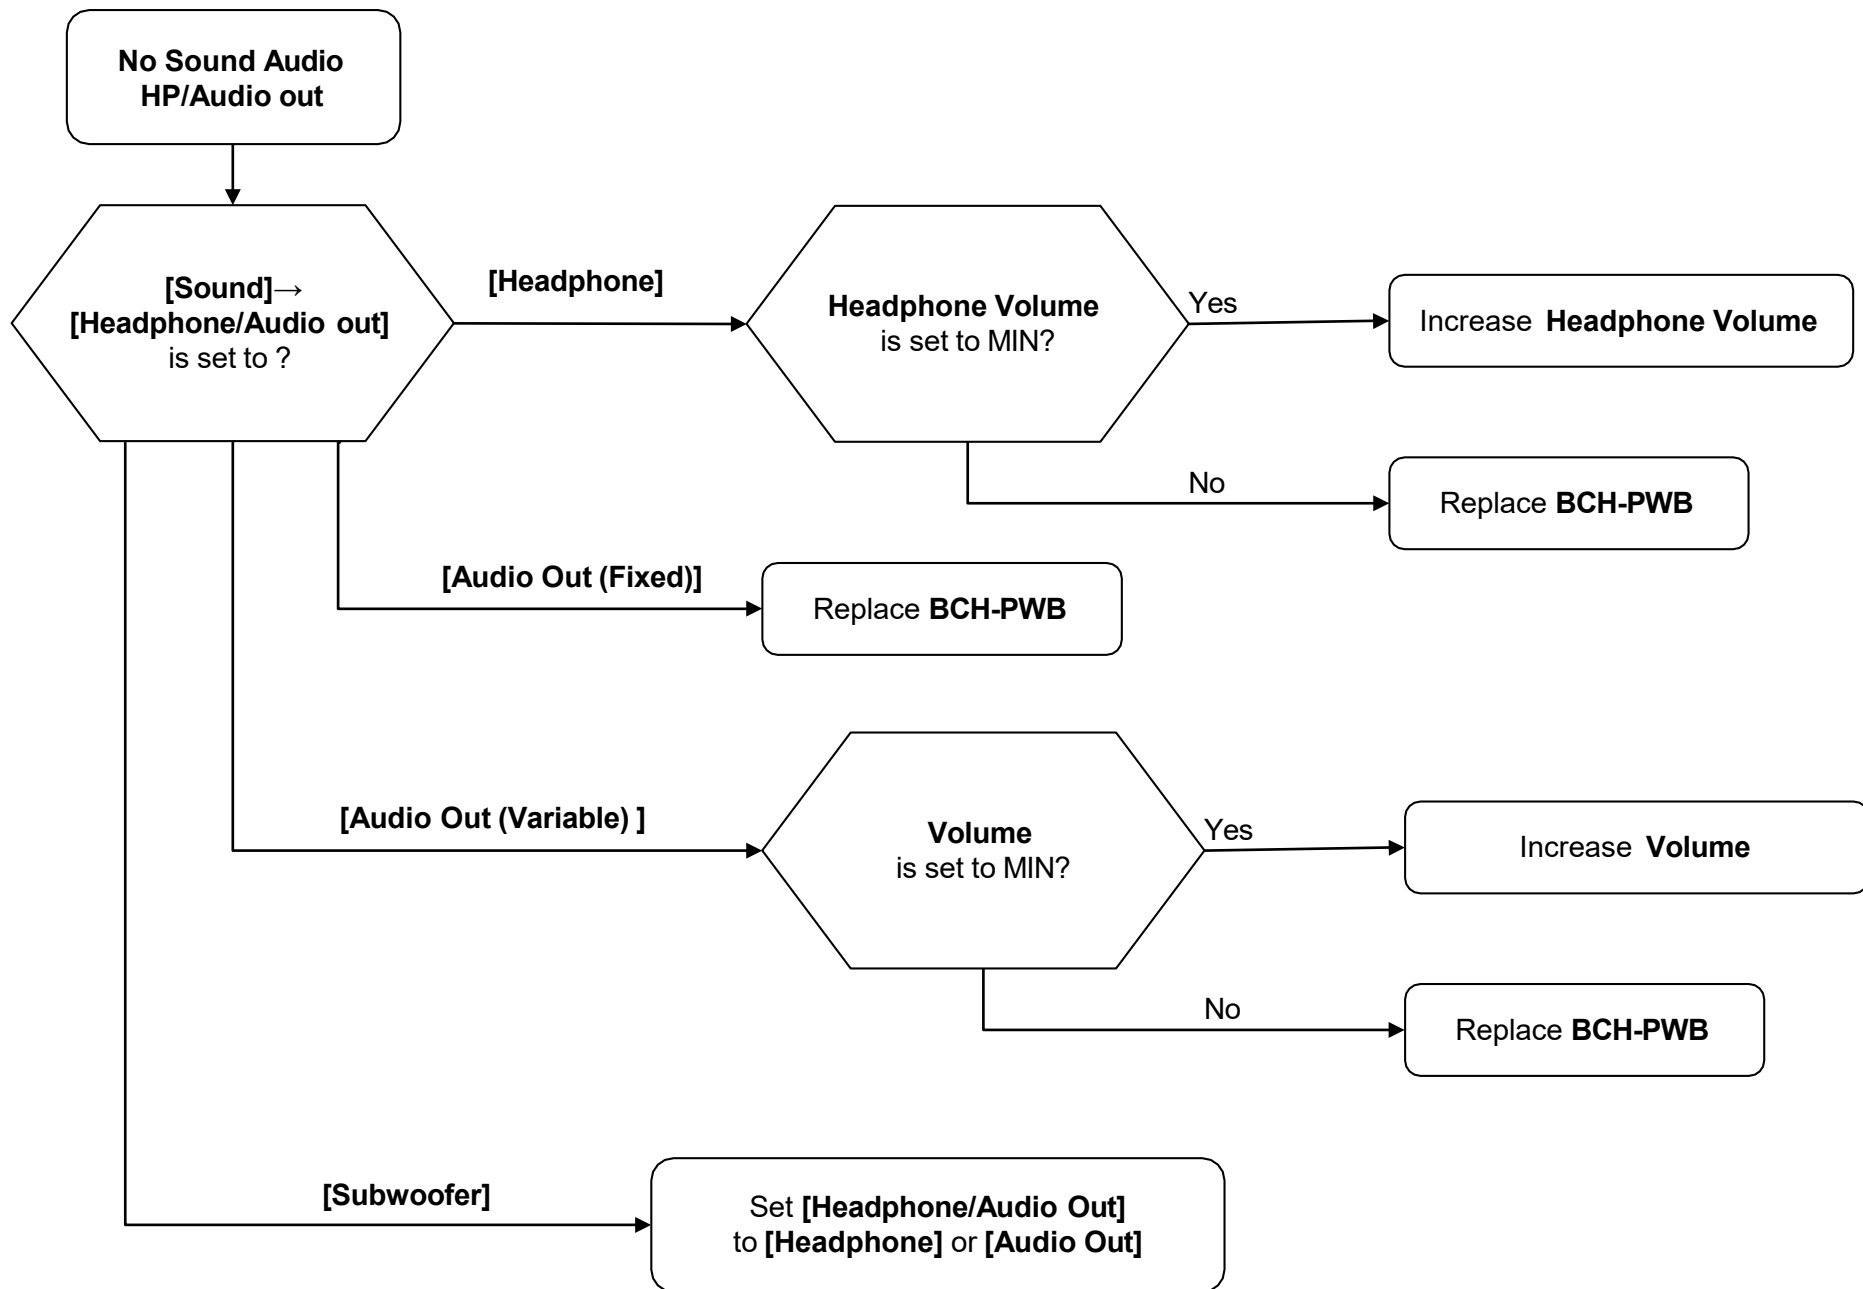 No Sound Audio
HP/Audio out
[Sound]→
[Headphone/Audio out]
is set to ?
[Headphone]
Headphone Volume
is set to MIN?
Yes
Increase Headphone Volume
No
Replace BCH-PWB
[Audio Out (Fixed)]
Replace BCH-PWB
[Audio Out (Variable) ]
Volume
is set to MIN?
Yes
Increase Volume
No
Replace BCH-PWB
[Subwoofer]
Set [Headphone/Audio Out]
to [Headphone] or [Audio Out]